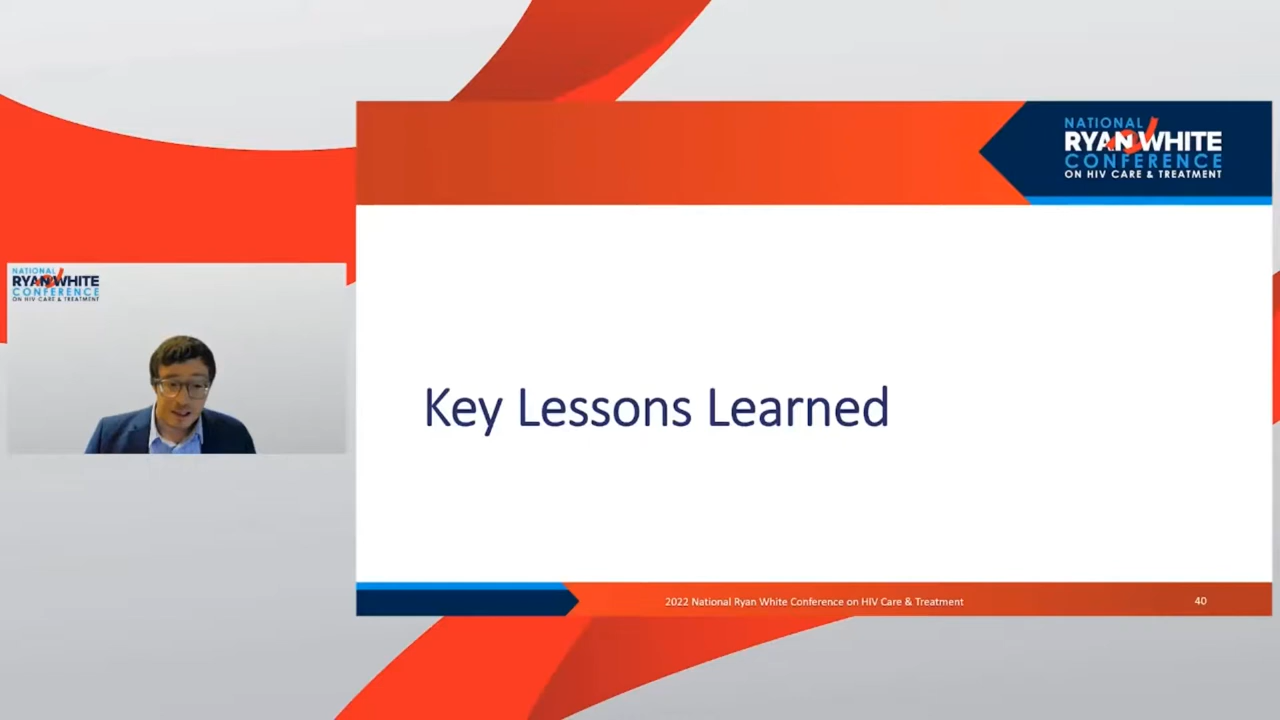 NATIONAL
RYAN WHITE
CONFERENCE
ON HIV CARE & TREATMENT
NATIONAL
RYAN WHITE
CONFERENCE
ON HIV CARE & TREATMENT
Key Lessons Learned
2022 National Ryan White Conference on HIV Care & Treatment
40